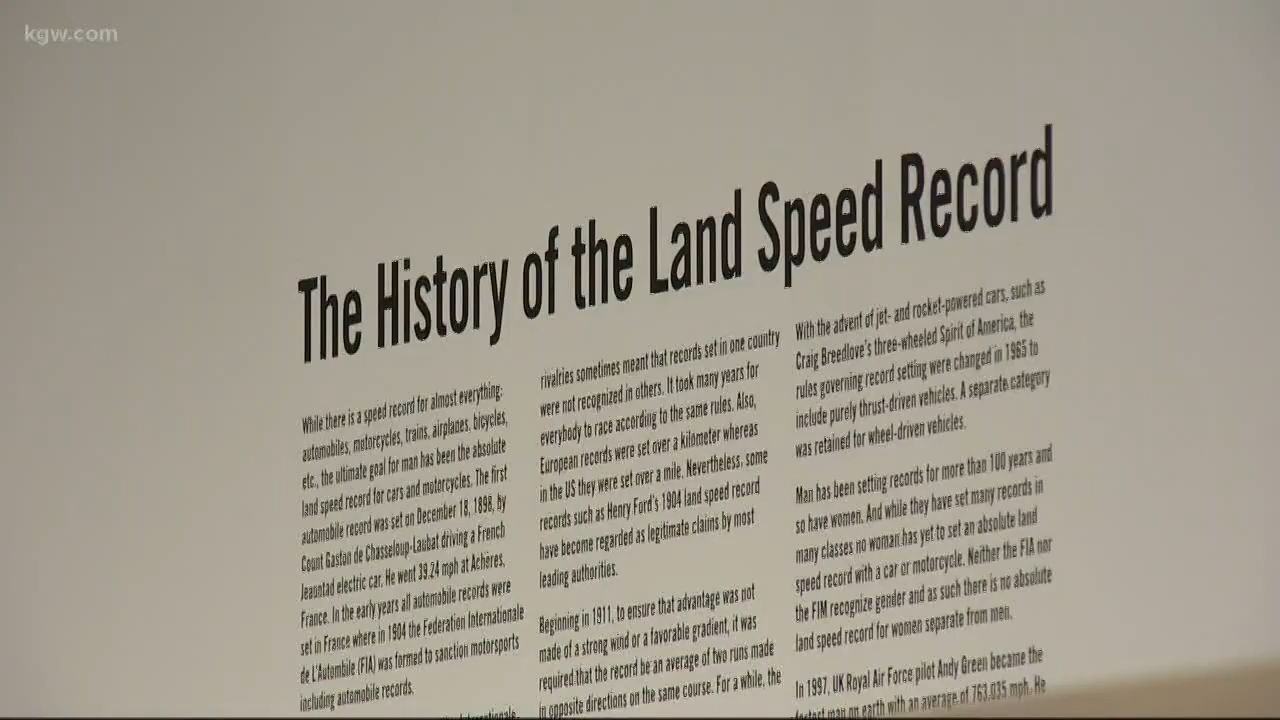 kgw.com
The History of the Land Speed Record
While there is a speed record for almost everything:
automobiles, motorcycles, trains, airplanes, bicycles,
etc., the ultimate goal for man has been the absolute
land speed record for cars and motorcycles. The first
automobile record was set on December 18, 1898, by
Count Gaston de Chasseloup-Laubat driving a French
Jeauntad electric car. He went 39.24 mph at Acheres,
France. In the early years all automobile records were
set in France where in 1904 the Federation Internationale
de L'Automobile (FIA) was formed to sanction motorsports
including automobile records.
rivalries sometimes meant that records set in one country
were not recognized in others. It took many years for
everybody to race according to the same rules. Also,
European records were set over a kilometer whereas
in the US they were set over a mile. Nevertheless, some
records such as Henry Ford's 1904 land speed record
have become regarded as legitimate claims by most
leading authorities.
Beginning in 1911, to ensure that advantage was not
made of a strong wind or a favorable gradient, it was
required that the record be an average of two runs made
in opposite directions on the same course. For a while, the
With the advent of jet- and rocket-powered cars, such as
Craig Breedlove's three-wheeled Spirit of America, the
rules governing record setting were changed in 1965 to
include purely thrust-driven vehicles. A separate category
was retained for wheel-driven vehicles.
Man has been setting records for more than 100 years and
so have women. And while they have set many records in
many classes no woman has yet to set an absolute land
speed record with a car or motorcycle. Neither the FIA nor
the FIM recognize gender and as such there is no absolute
land speed record for women separate from men.
In 1997, UK Royal Air Force pilot Andy Green became the
fastest man on earth with an average of 763.035 mph. He